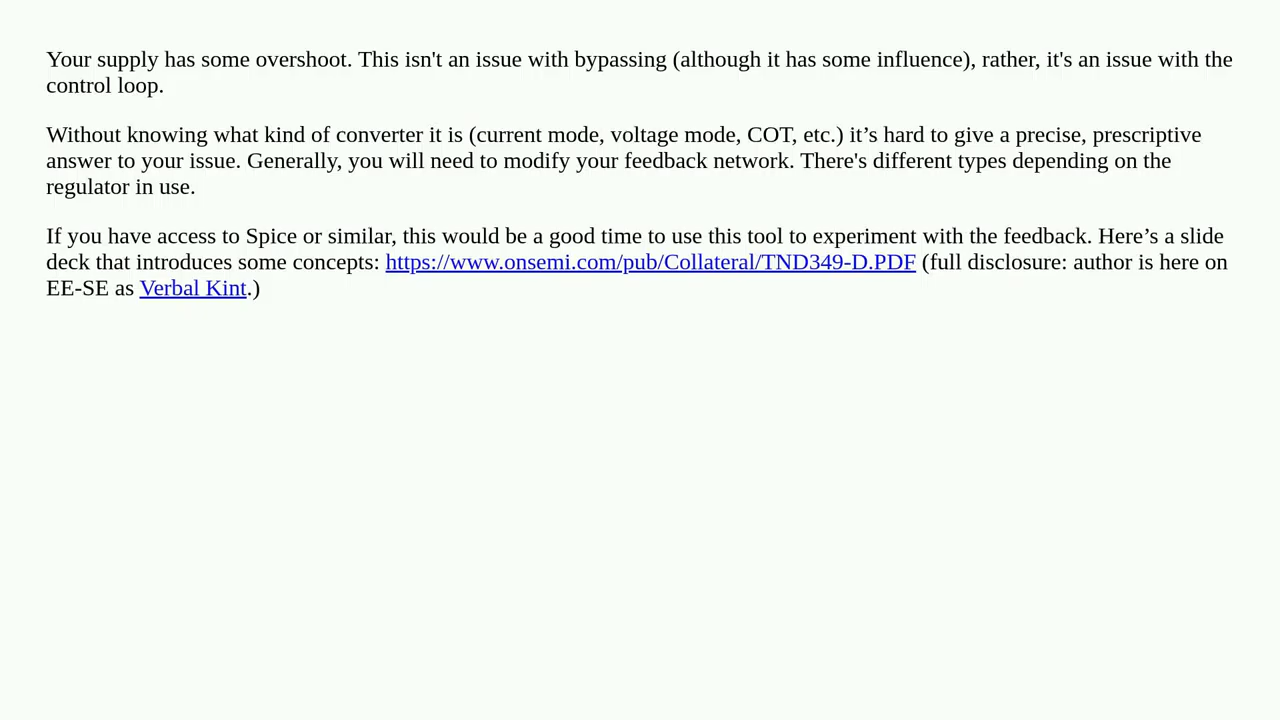 Your supply has some overshoot. This isn't an issue with bypassing (although it has some influence), rather, it's an issue with the
control loop.
Without knowing what kind of converter it is (current mode, voltage mode, COT, etc.) it’s hard to give a precise, prescriptive
answer to your issue. Generally, you will need to modify your feedback network. There's different types depending on the
regulator in use.
If you have access to Spice or similar, this would be a good time to use this tool to experiment with the feedback. Here’s a slide
deck that introduces some concepts: https://www.onsemi.com/pub/Collateral/TND349-D.PDF (full disclosure: author is here on
EE-SE as Verbal Kint.)